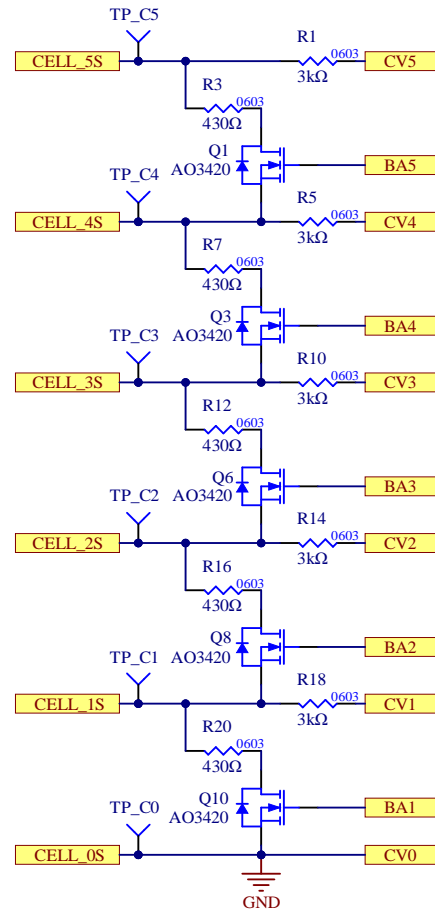 TP_C5
R1
CELL_5S
0603
CV5
3kΩ
R3
0603
430Ω
Q1
AO3420
BA5
TP_C4
R5
CELL_4S
0603
CV4
3kΩ
R7
0603
430Ω
Q3
AO3420
BA4
TP_C3
R10
CELL_3S
0603
CV3
3kΩ
R12
0603
430Ω
Q6
AO3420
BA3
TP_C2
R14
CELL_2S
0603
CV2
3kΩ
R16
0603
430Ω
Q8
AO3420
BA2
TP_C1
R18
CELL_1S
0603
CV1
3kΩ
R20
0603
430Ω
Q10
AO3420
BA1
TP_C0
CELL_0S
CV0
GND